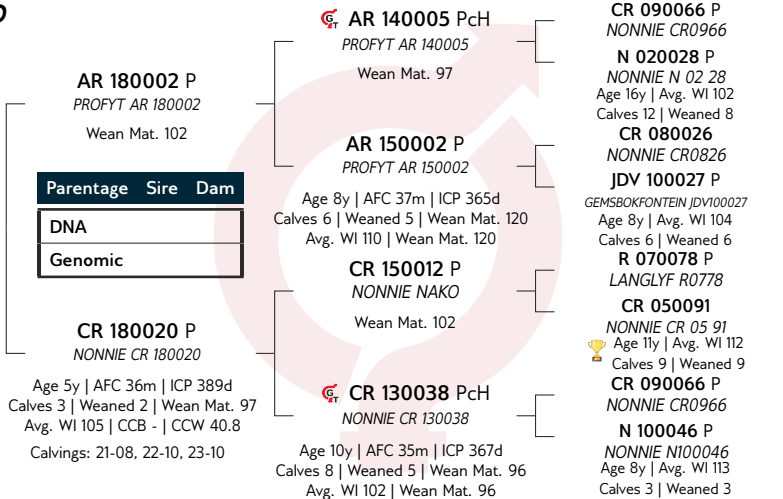 AR 180002 P
PROFYT AR 180002
Wean Mat. 102
Parentage Sire Dam
DNA
Genomic
CR 180020 P
NONNIE CR 180020
Age 5y | AFC 36m | ICP 389d
Calves 3 | Weaned 2 | Wean Mat. 97
Avg. WI 105 | CCB - | CCW 40.8
Calvings: 21-08, 22-10, 23-10
AR 140005 PcH
PROFYT AR 140005
Wean Mat. 97
AR 150002 P
PROFYT AR 150002
Age 8y | AFC 37m | ICP 365d
Calves 6 | Weaned 5 | Wean Mat. 120
Avg. WI 110 | Wean Mat. 120
CR 150012 P
NONNIE NAKO
Wean Mat. 102
CR 130038 PcH
NONNIE CR 130038
Age 10y | AFC 35m | ICP 367d
Calves 8 | Weaned 5 | Wean Mat. 96
Avg. WI 102 | Wean Mat. 96
CR 090066 P
NONNIE CR0966
N 020028 P
NONNIE N 02 28
Age 16y | Avg. WI 102
Calves 12 | Weaned 8
CR 080026
NONNIE CR0826
JDV 100027 P
GEMSBOKFONTEIN JDV100027
Age 8y | Avg. WI 104
Calves 6 | Weaned 6
R 070078 P
LANGLYF R0778
CR 050091
NONNIE CR 05 91
Age 11y | Avg. WI 112
Calves 9 | Weaned 9
CR 090066 P
NONNIE CR0966
N 100046 P
NONNIE N100046
Age 8y | Avg. WI 113
Calves 3 | Weaned 3